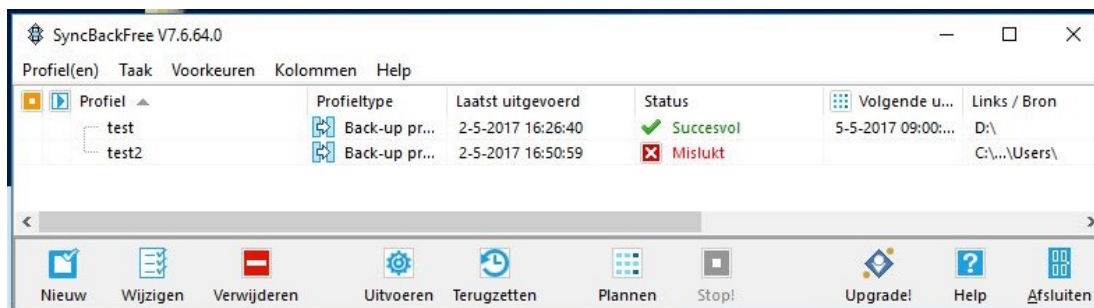 SyncBackFree V7.6.64.0
Profiel(en) Taak Voorkeuren Kolommen Help
Profiel Profieltype Laatst uitgevoerd Status Volgende u... Links / Bron
test Back-up pr... 2-5-2017 16:26:40 Succesvol 5-5-2017 09:00:... D:\
test2 Back-up pr... 2-5-2017 16:50:59 Mislukt C:\...\Users\
Nieuw Wijzigen Verwijderen Uitvoeren Terugzetten Plannen Stop! Upgrade! Help Afsluiten